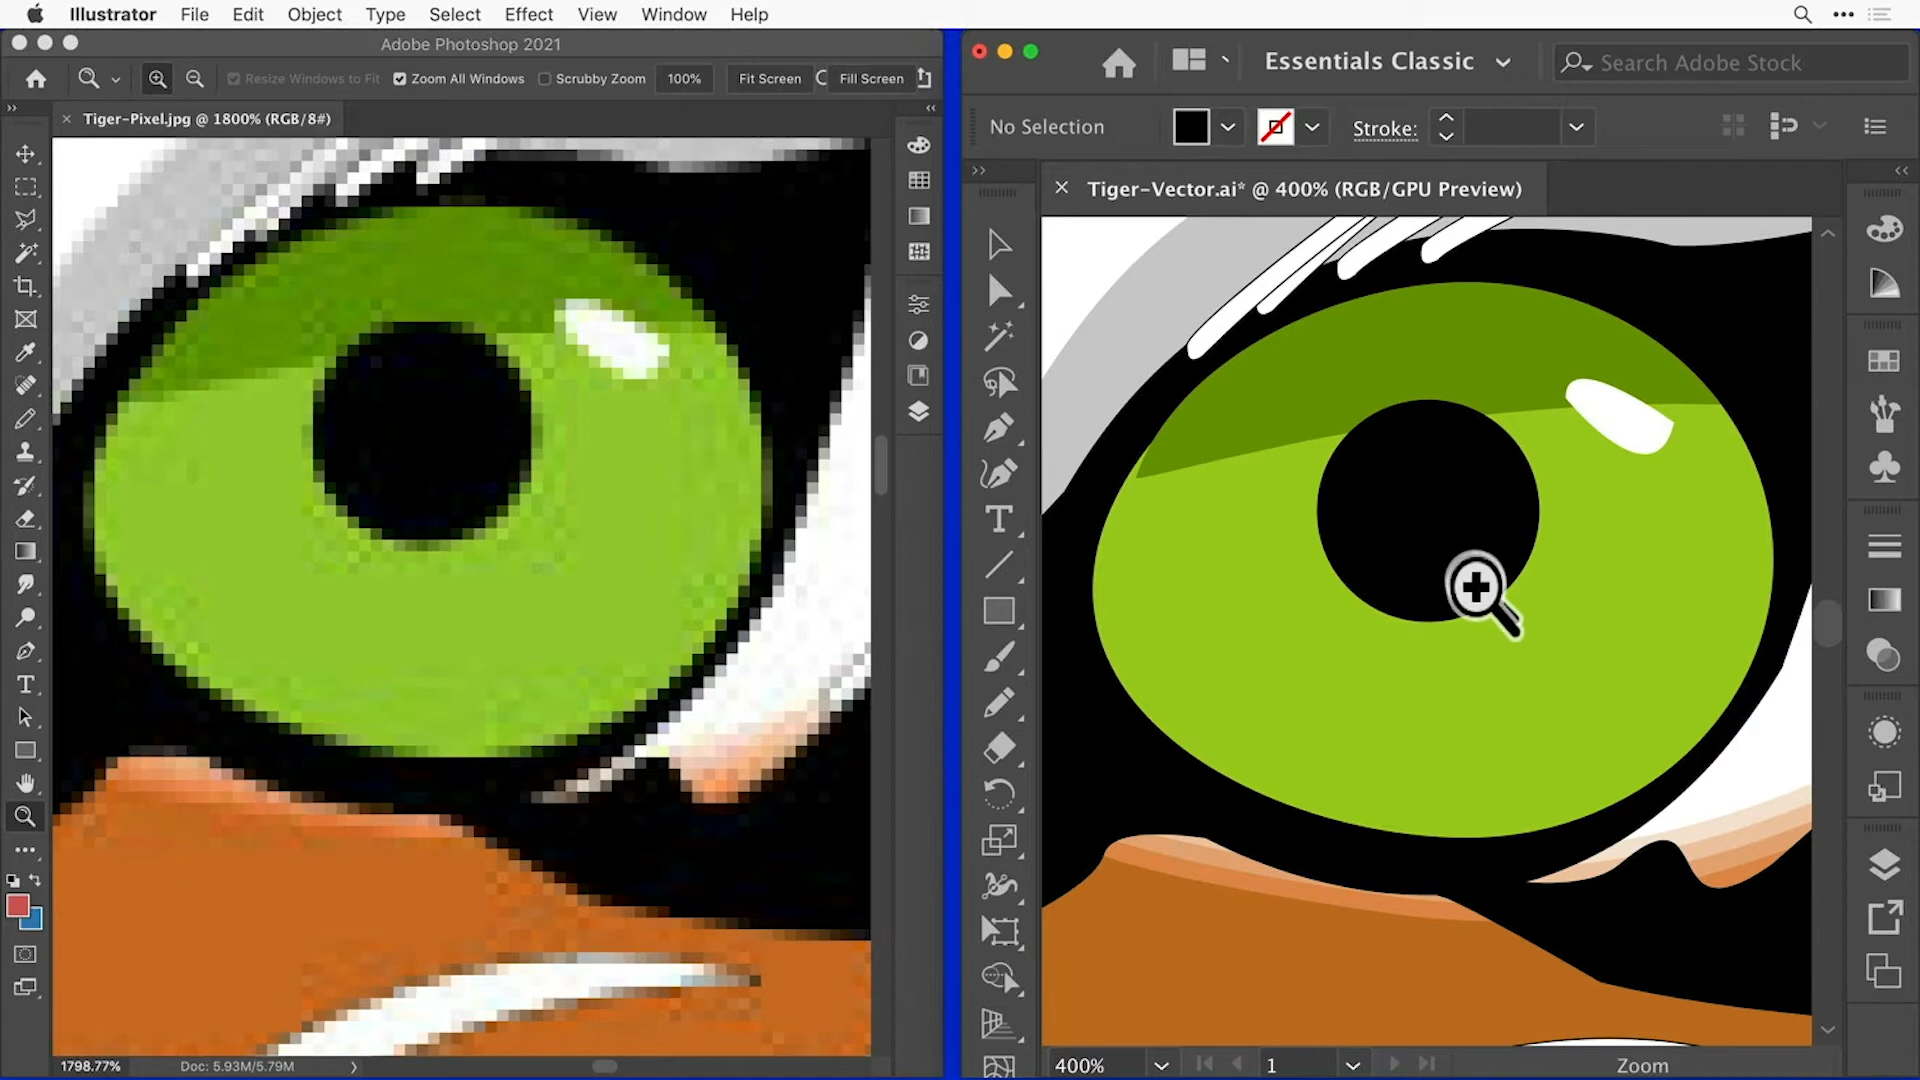 Illustrator File Edit Object Type Select Effect View Window Help
Adobe Photoshop 2021
Resize Windows to Fit Zoom All Windows Scrubby Zoom 100% Fit Screen Fill Screen
Tiger-Pixel.jpg @ 1800% (RGB/8#)
1798.77% Doc: 5.93M/5.79M
Essentials Classic Search Adobe Stock
No Selection Stroke:
Tiger-Vector.ai* @ 400% (RGB/GPU Preview)
400% 1 Zoom